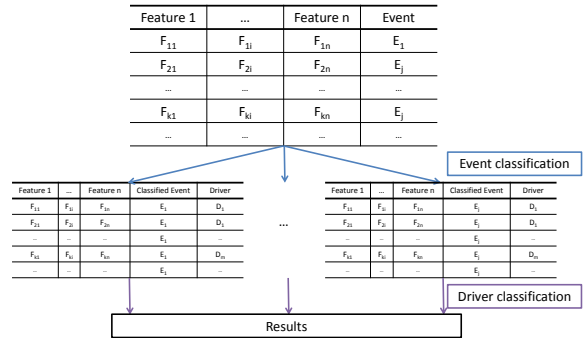 Feature 1 ... Feature n Event
F11 F1i F1n E1
F21 F2i F2n Ej
... ... ... ...
Fk1 Fki Fkn Ej
... ... ... ...
Event classification
Feature 1 ... Feature n Classified Event Driver
F11 F1i F1n E1 D1
F21 F2i F2n E1 D1
... ... ... E1 ...
Fk1 Fki Fkn E1 Dm
... ... ... E1 ...
...
Feature 1 ... Feature n Classified Event Driver
F11 F1i F1n Ej D1
F21 F2i F2n Ej D1
... ... ... Ej ...
Fk1 Fki Fkn Ej Dm
... ... ... Ej ...
Driver classification
Results